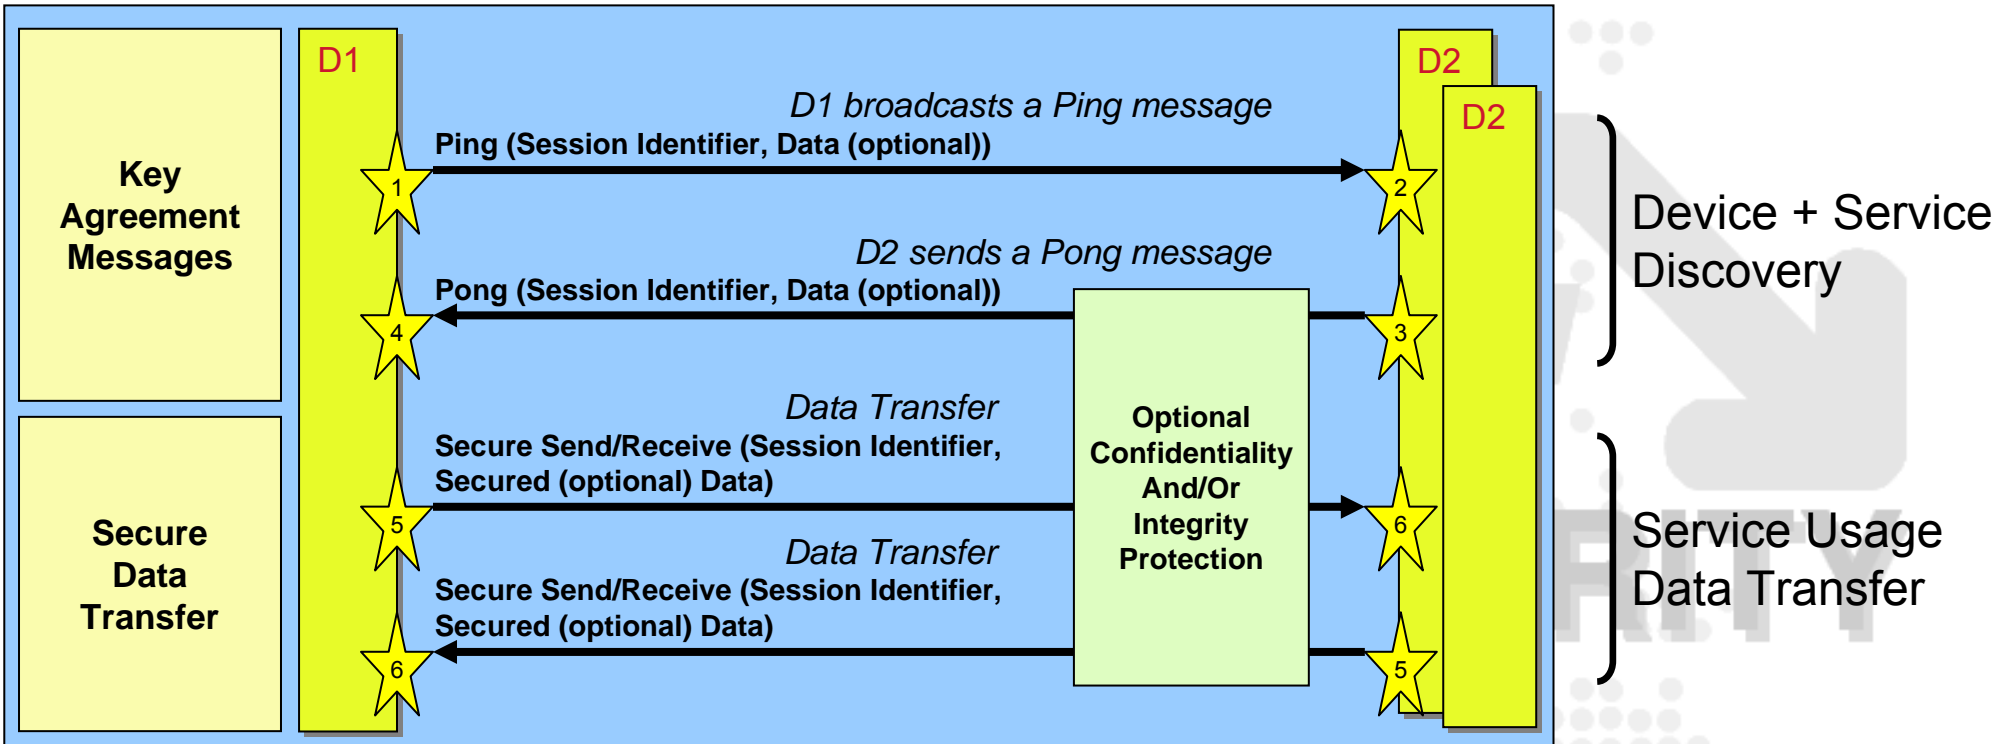 Key
Agreement
Messages
D1
D1 broadcasts a Ping message
Ping (Session Identifier, Data (optional))
1
2
D2
D2
D2 sends a Pong message
Pong (Session Identifier, Data (optional))
4
3
Device + Service
Discovery
Secure
Data
Transfer
Data Transfer
Secure Send/Receive (Session Identifier,
Secured (optional) Data)
5
6
Data Transfer
Secure Send/Receive (Session Identifier,
Secured (optional) Data)
6
5
Optional
Confidentiality
And/Or
Integrity
Protection
Service Usage
Data Transfer
RITY